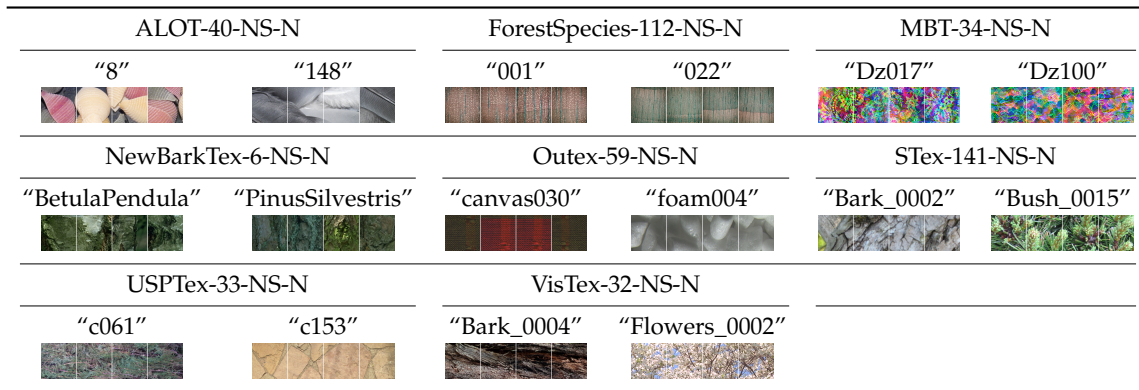 ALOT-40-NS-N ForestSpecies-112-NS-N MBT-34-NS-N
“8” “148” “001” “022” “Dz017” “Dz100”
NewBarkTex-6-NS-N Outex-59-NS-N STex-141-NS-N
“BetulaPendula” “PinusSilvestris” “canvas030” “foam004” “Bark_0002” “Bush_0015”
USPTex-33-NS-N VisTex-32-NS-N
“c061” “c153” “Bark_0004” “Flowers_0002”